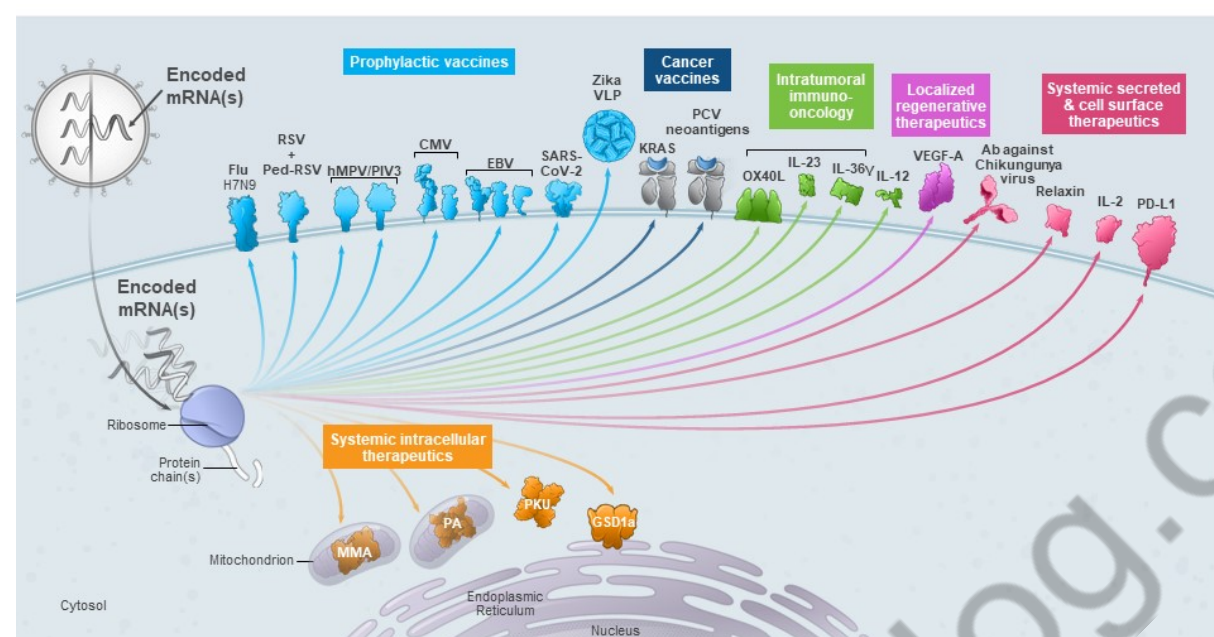 Encoded
mRNA(s)
Prophylactic vaccines
Cancer
vaccines
Intratumoral
immuno-
oncology
Localized
regenerative
therapeutics
Systemic secreted
& cell surface
therapeutics
Flu
H7N9
RSV
+
Ped-RSV
hMPV/PIV3
CMV
EBV
SARS-
CoV-2
Zika
VLP
KRAS
PCV
neoantigens
OX40L
IL-23
IL-36γ
IL-12
VEGF-A
Ab against
Chikungunya
virus
Relaxin
IL-2
PD-L1
Encoded
mRNA(s)
Ribosome
Protein
chain(s)
Systemic intracellular
therapeutics
MMA
PA
PKU
GSD1a
Mitochondrion
Endoplasmic
Reticulum
Nucleus
Cytosol
og.c